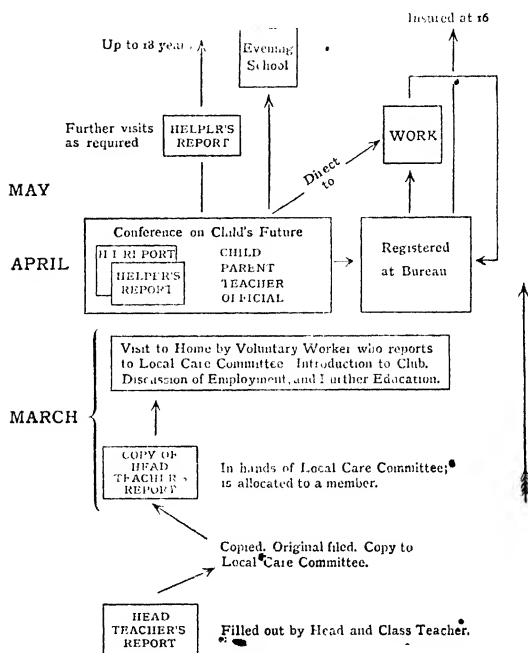 Insured at 16
Up to 18 years
Evening
School
Further visits
as required
HELPER'S
REPORT
WORK
Direct
to
MAY
Conference on Child's Future
APRIL
H T REPORT
HELPER'S
REPORT
CHILD
PARENT
TEACHER
OFFICIAL
Registered
at Bureau
Visit to Home by Voluntary Worker who reports
to Local Care Committee Introduction to Club.
Discussion of Employment, and Further Education.
MARCH
COPY OF
HEAD
TEACHER'S
REPORT
In hands of Local Care Committee;
is allocated to a member.
Copied. Original filed. Copy to
Local Care Committee.
HEAD
TEACHER'S
REPORT
Filled out by Head and Class Teacher.